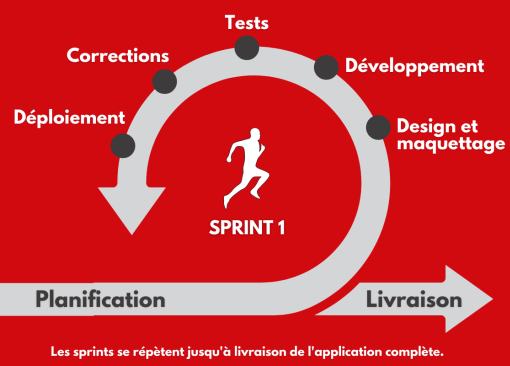 Tests
Corrections
Développement
Déploiement
Design et
maquettage
SPRINT 1
Planification
Livraison
Les sprints se répètent jusqu'à livraison de l'application complète.